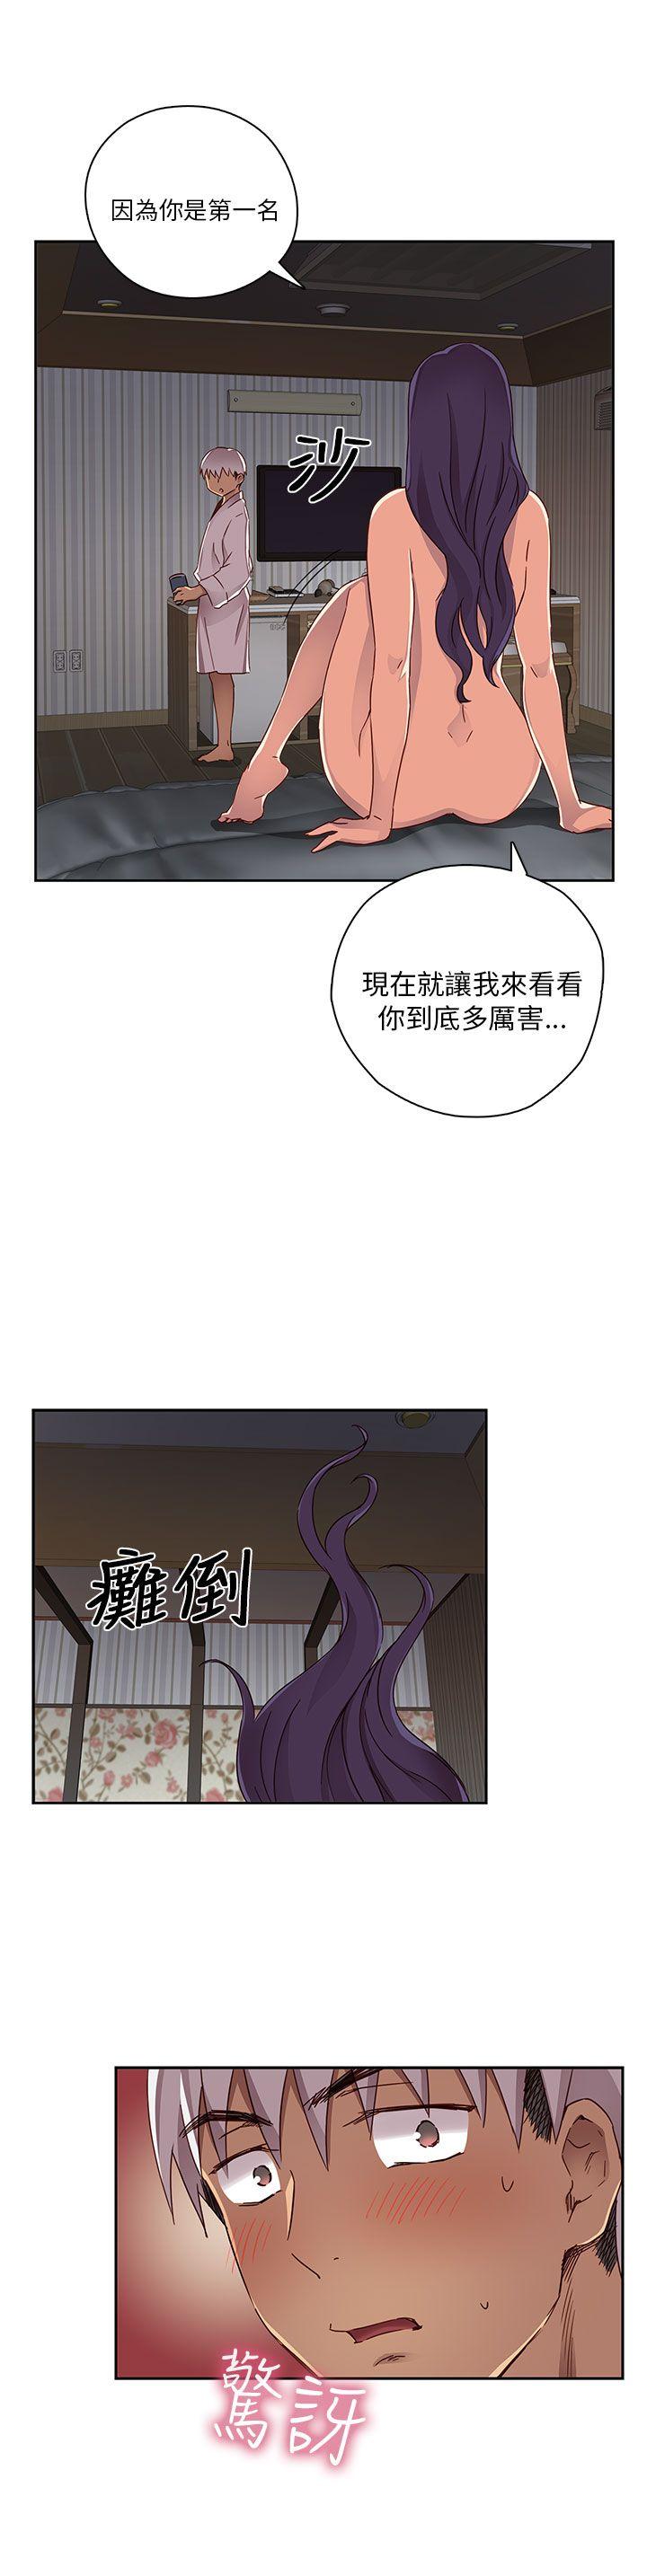 因為你是第一名
沙
現在就讓我來看看
你到底多厲害…
癱倒
驚訝